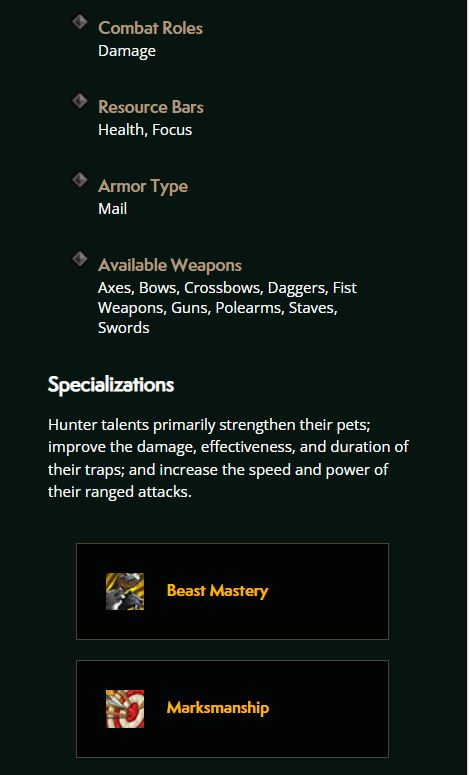 Combat Roles
Damage
Resource Bars
Health, Focus
Armor Type
Mail
Available Weapons
Axes, Bows, Crossbows, Daggers, Fist
Weapons, Guns, Polearms, Staves,
Swords
Specializations
Hunter talents primarily strengthen their pets;
improve the damage, effectiveness, and duration of
their traps; and increase the speed and power of
their ranged attacks.
Beast Mastery
Marksmanship